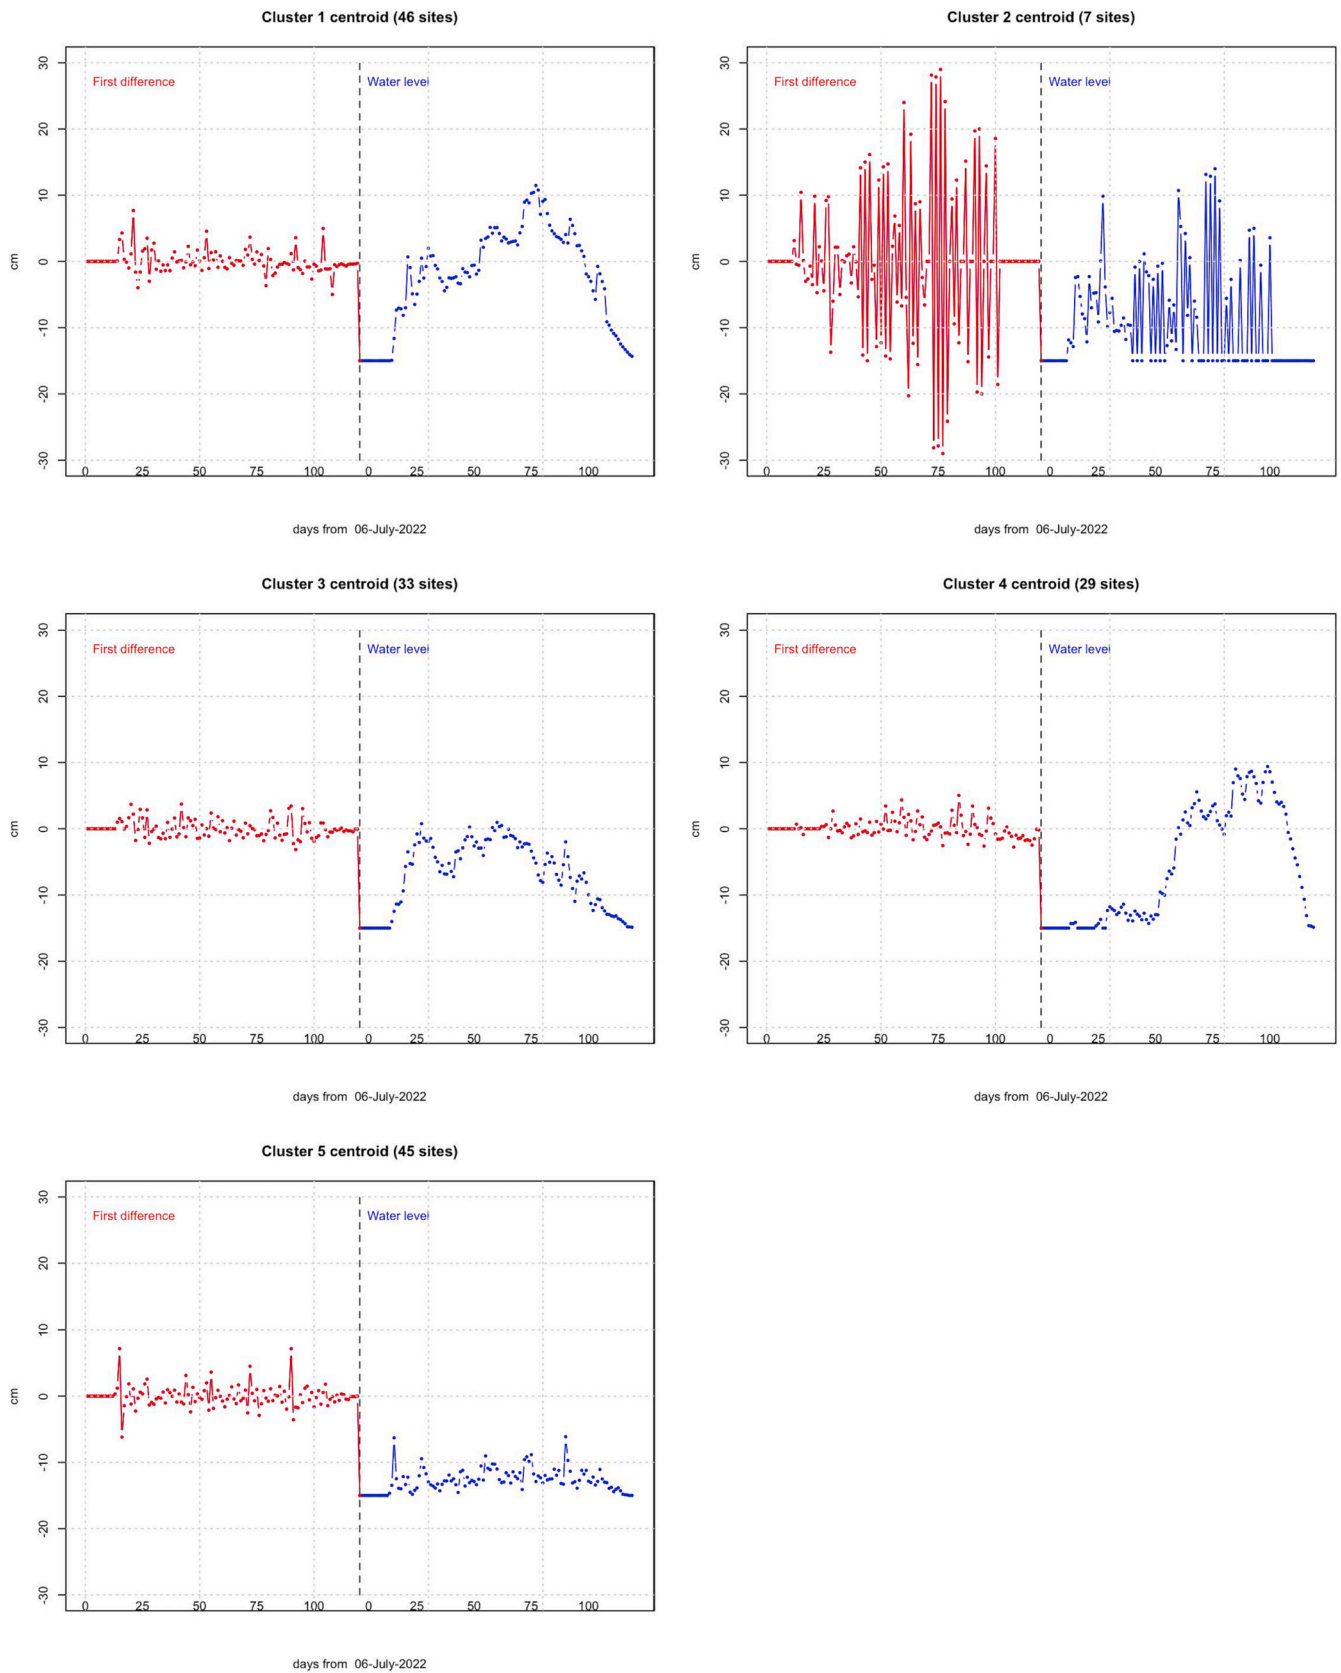 Cluster 1 centroid (46 sites)
30
20
10
0
-10
-20
-30
cm
First difference
Water level
0 25 50 75 100 0 25 50 75 100
days from 06-July-2022
Cluster 2 centroid (7 sites)
30
20
10
0
-10
-20
-30
cm
First difference
Water level
0 25 50 75 100 0 25 50 75 100
days from 06-July-2022
Cluster 3 centroid (33 sites)
30
20
10
0
-10
-20
-30
cm
First difference
Water level
0 25 50 75 100 0 25 50 75 100
days from 06-July-2022
Cluster 4 centroid (29 sites)
30
20
10
0
-10
-20
-30
cm
First difference
Water level
0 25 50 75 100 0 25 50 75 100
days from 06-July-2022
Cluster 5 centroid (45 sites)
30
20
10
0
-10
-20
-30
cm
First difference
Water level
0 25 50 75 100 0 25 50 75 100
days from 06-July-2022